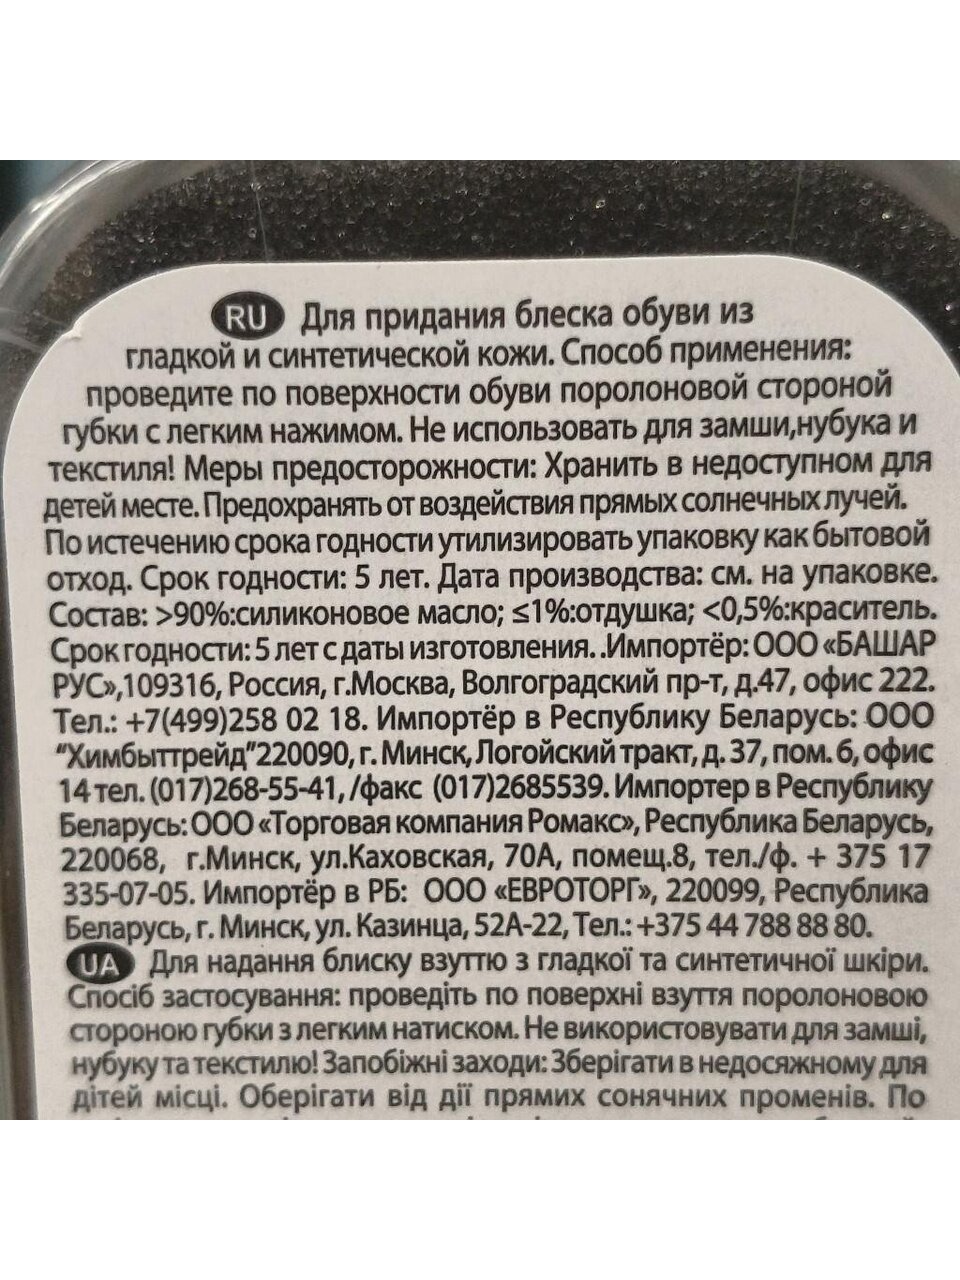 RU Для придания блеска обуви из
гладкой и синтетической кожи. Способ применения:
проведите по поверхности обуви поролоновой стороной
губки с легким нажимом. Не использовать для замши,нубука и
текстиля! Меры предосторожности: Хранить в недоступном для
детей месте. Предохранять от воздействия прямых солнечных лучей.
По истечению срока годности утилизировать упаковку как бытовой
отход. Срок годности: 5 лет. Дата производства: см. на упаковке.
Состав: >90%:силиконовое масло; ≤1%:отдушка; <0,5%:краситель.
Срок годности: 5 лет с даты изготовления. .Импортёр: ООО «БАШАР
РУС»,109316, Россия, г.Москва, Волгоградский пр-т, д.47, офис 222.
Тел.: +7(499)258 02 18. Импортёр в Республику Беларусь: ООО
"Химбыттрейд"220090, г. Минск, Логойский тракт, д. 37, пом. 6, офис
14 тел. (017)268-55-41, /факс (017)2685539. Импортер в Республику
Беларусь: ООО «Торговая компания Ромакс», Республика Беларусь,
220068, г.Минск, ул.Каховская, 70А, помещ.8, тел./ф. + 375 17
335-07-05. Импортёр в РБ: ООО «ЕВРОТОРГ», 220099, Республика
Беларусь, г. Минск, ул. Казинца, 52А-22, Тел.: +375 44 788 88 80.
UA Для надання блиску взуттю з гладкої та синтетичної шкіри.
Спосіб застосування: проведіть по поверхні взуття поролоновою
стороною губки з легким натиском. Не використовувати для замші,
нубуку та текстилю! Запобіжні заходи: Зберігати в недосяжному для
дітей місці. Оберігати від дії прямих сонячних променів. По